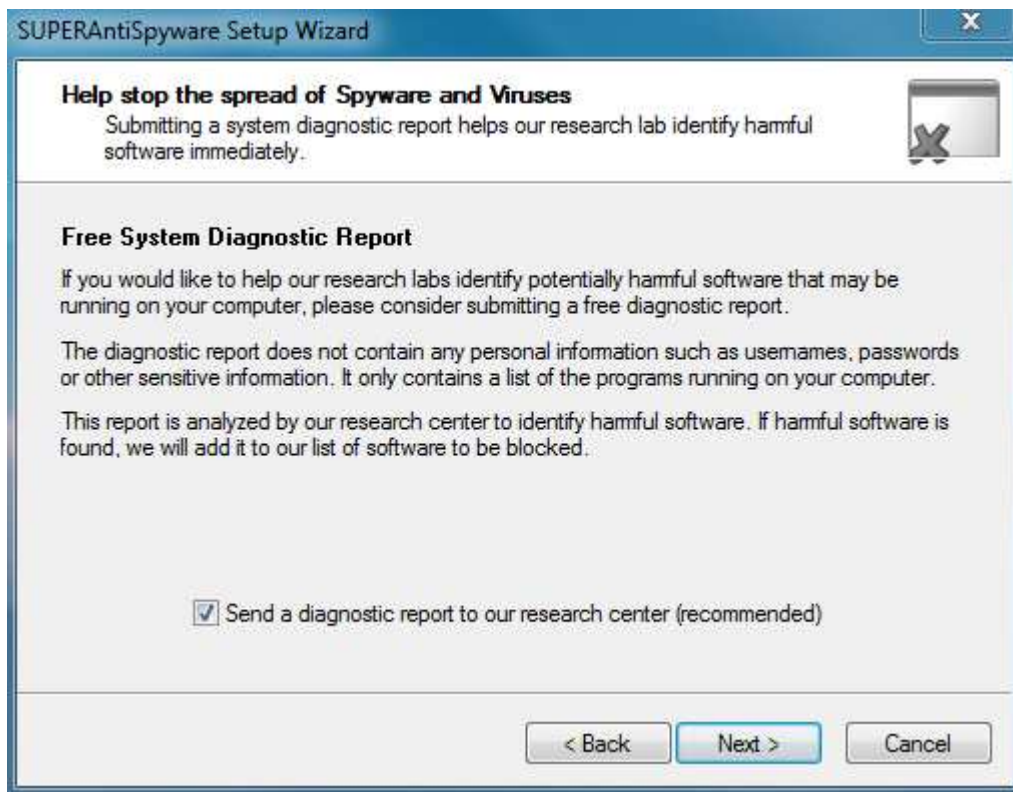 SUPERAntiSpyware Setup Wizard
Help stop the spread of Spyware and Viruses
Submitting a system diagnostic report helps our research lab identify harmful
software immediately.
Free System Diagnostic Report
If you would like to help our research labs identify potentially harmful software that may be
running on your computer, please consider submitting a free diagnostic report.
The diagnostic report does not contain any personal information such as usernames, passwords
or other sensitive information. It only contains a list of the programs running on your computer.
This report is analyzed by our research center to identify harmful software. If harmful software is
found, we will add it to our list of software to be blocked.
Send a diagnostic report to our research center (recommended)
< Back Next > Cancel